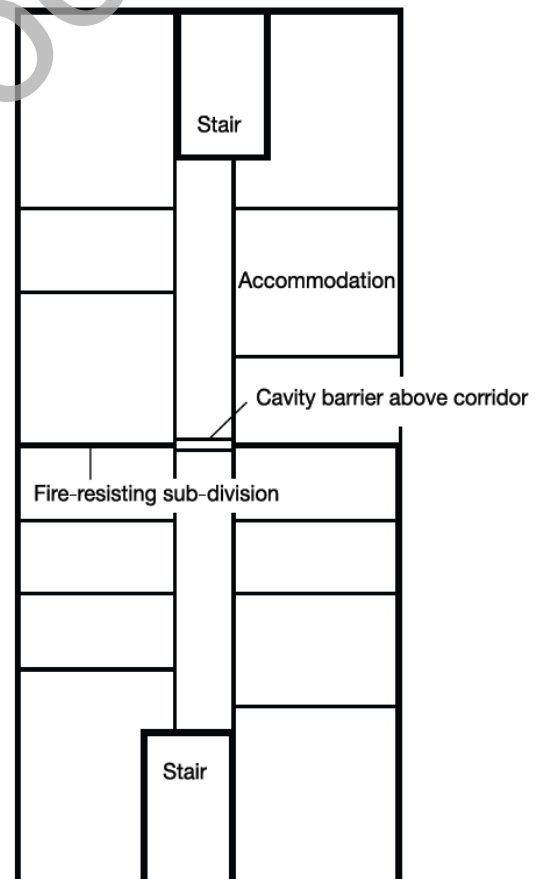 Stair
Accommodation
Cavity barrier above corridor
Fire-resisting sub-division
Stair